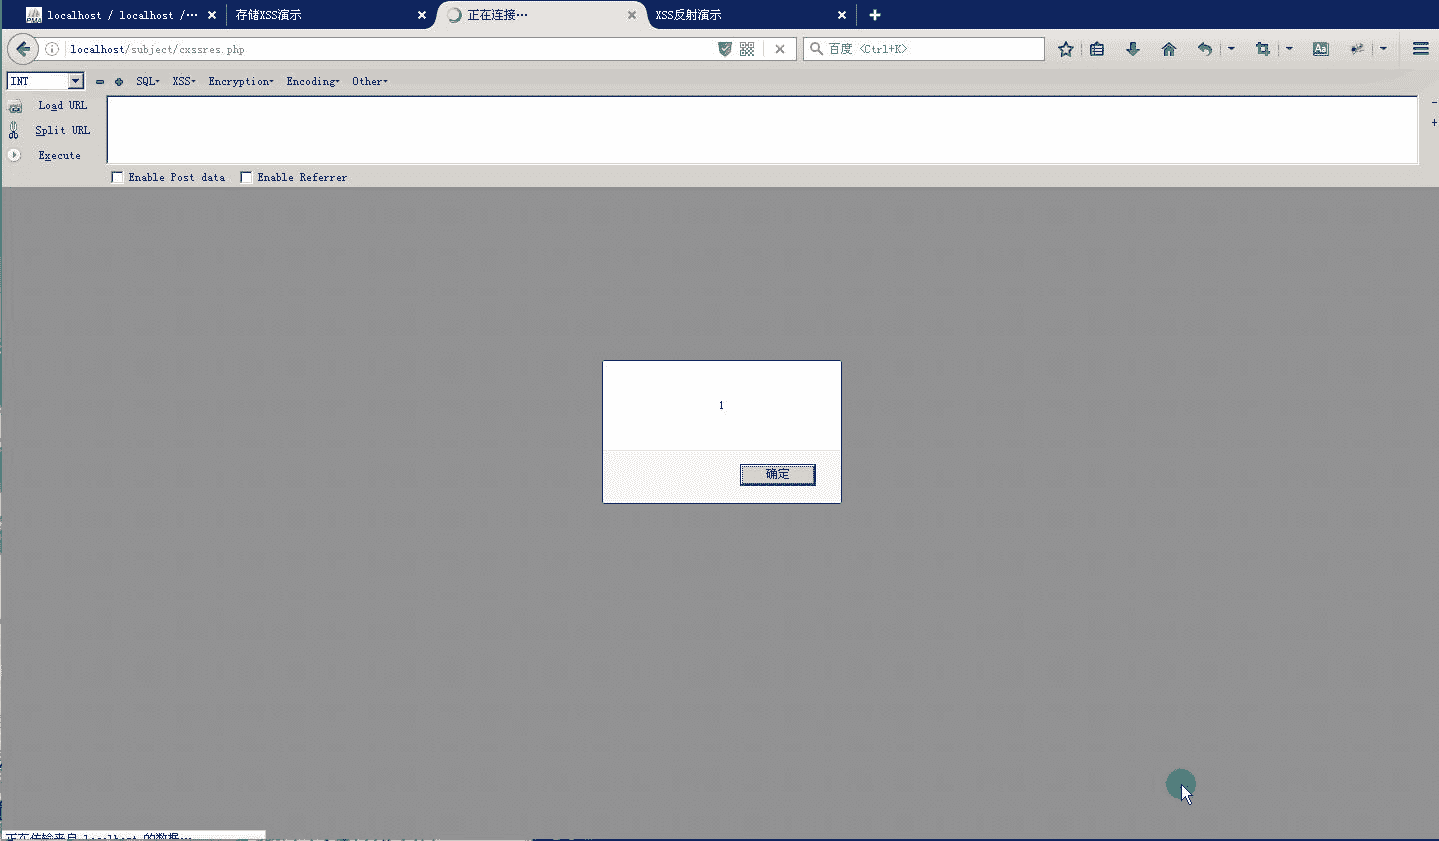 localhost / localhost /…
存储XSS演示
正在连接…
XSS反射演示
localhost/subject/cxssres.php
百度 <Ctrl+K>
INT
SQL
XSS
Encryption
Encoding
Other
Load URL
Split URL
Execute
Enable Post data
Enable Referrer
1
确定
正在传输来自 localhost 的数据…